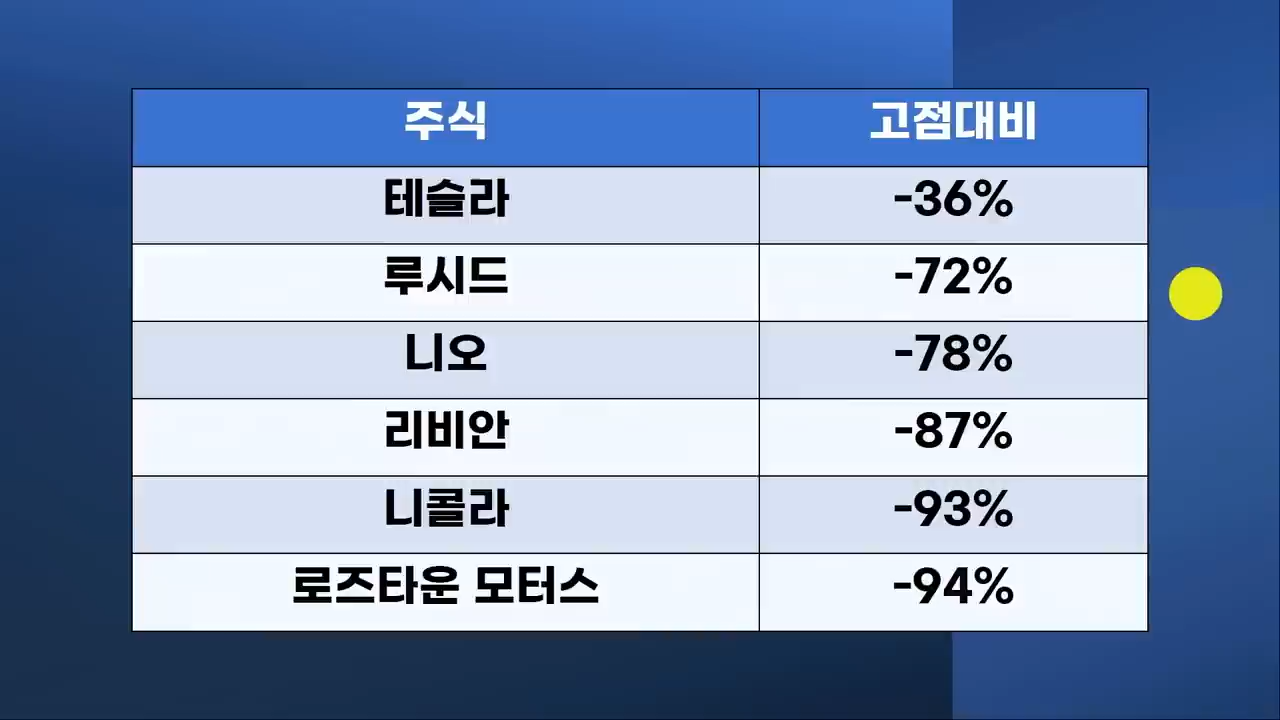 주식 고점대비
테슬라 -36%
루시드 -72%
니오 -78%
리비안 -87%
니콜라 -93%
로즈타운 모터스 -94%